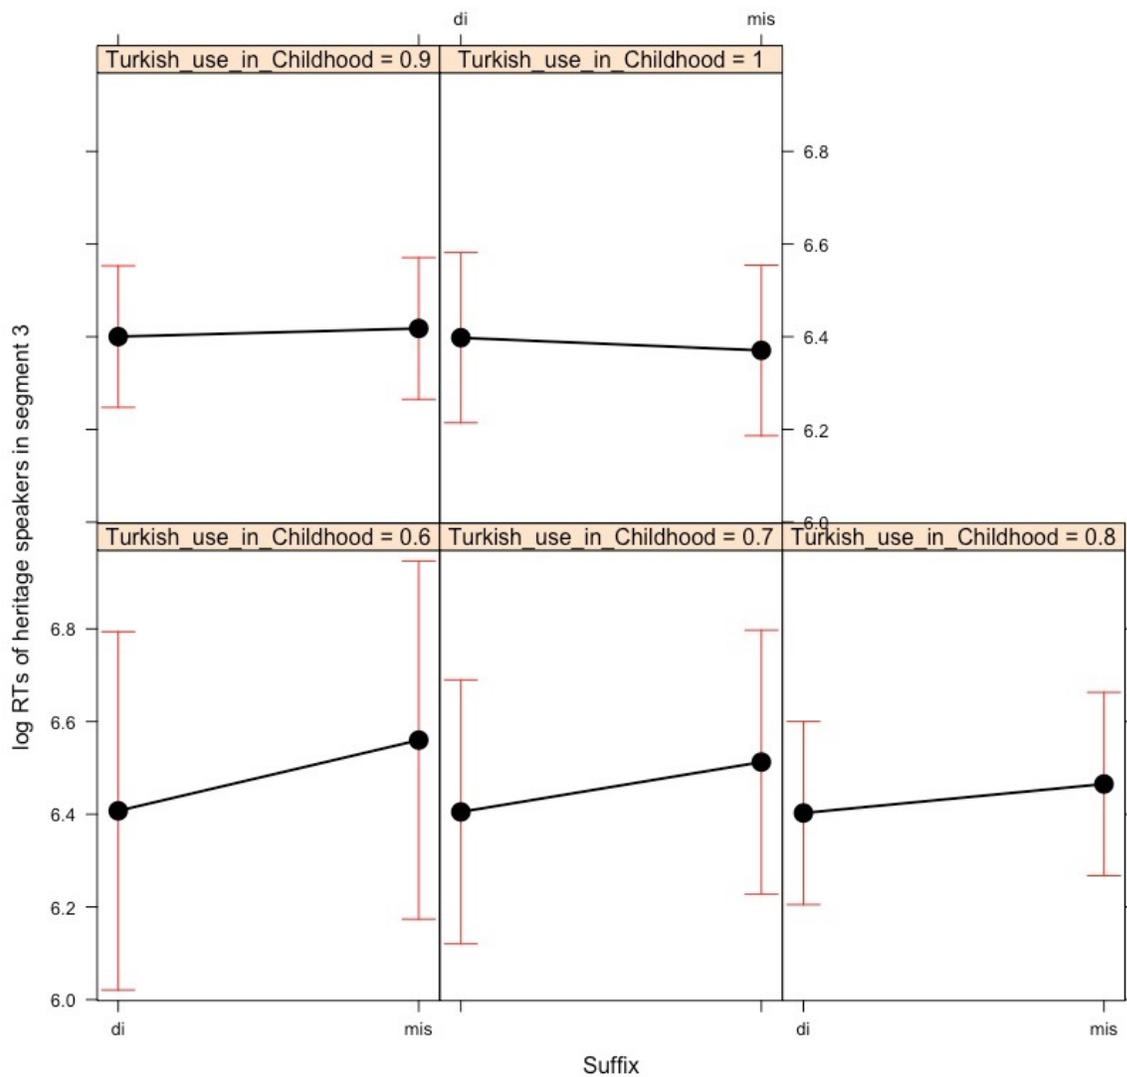 di mis
Turkish_use_in_Childhood = 0.9 Turkish_use_in_Childhood = 1
6.8
6.6
6.4
6.2
6.0
Turkish_use_in_Childhood = 0.6 Turkish_use_in_Childhood = 0.7 Turkish_use_in_Childhood = 0.8
log RTs of heritage speakers in segment 3
6.8
6.6
6.4
6.2
6.0
di mis di mis
Suffix